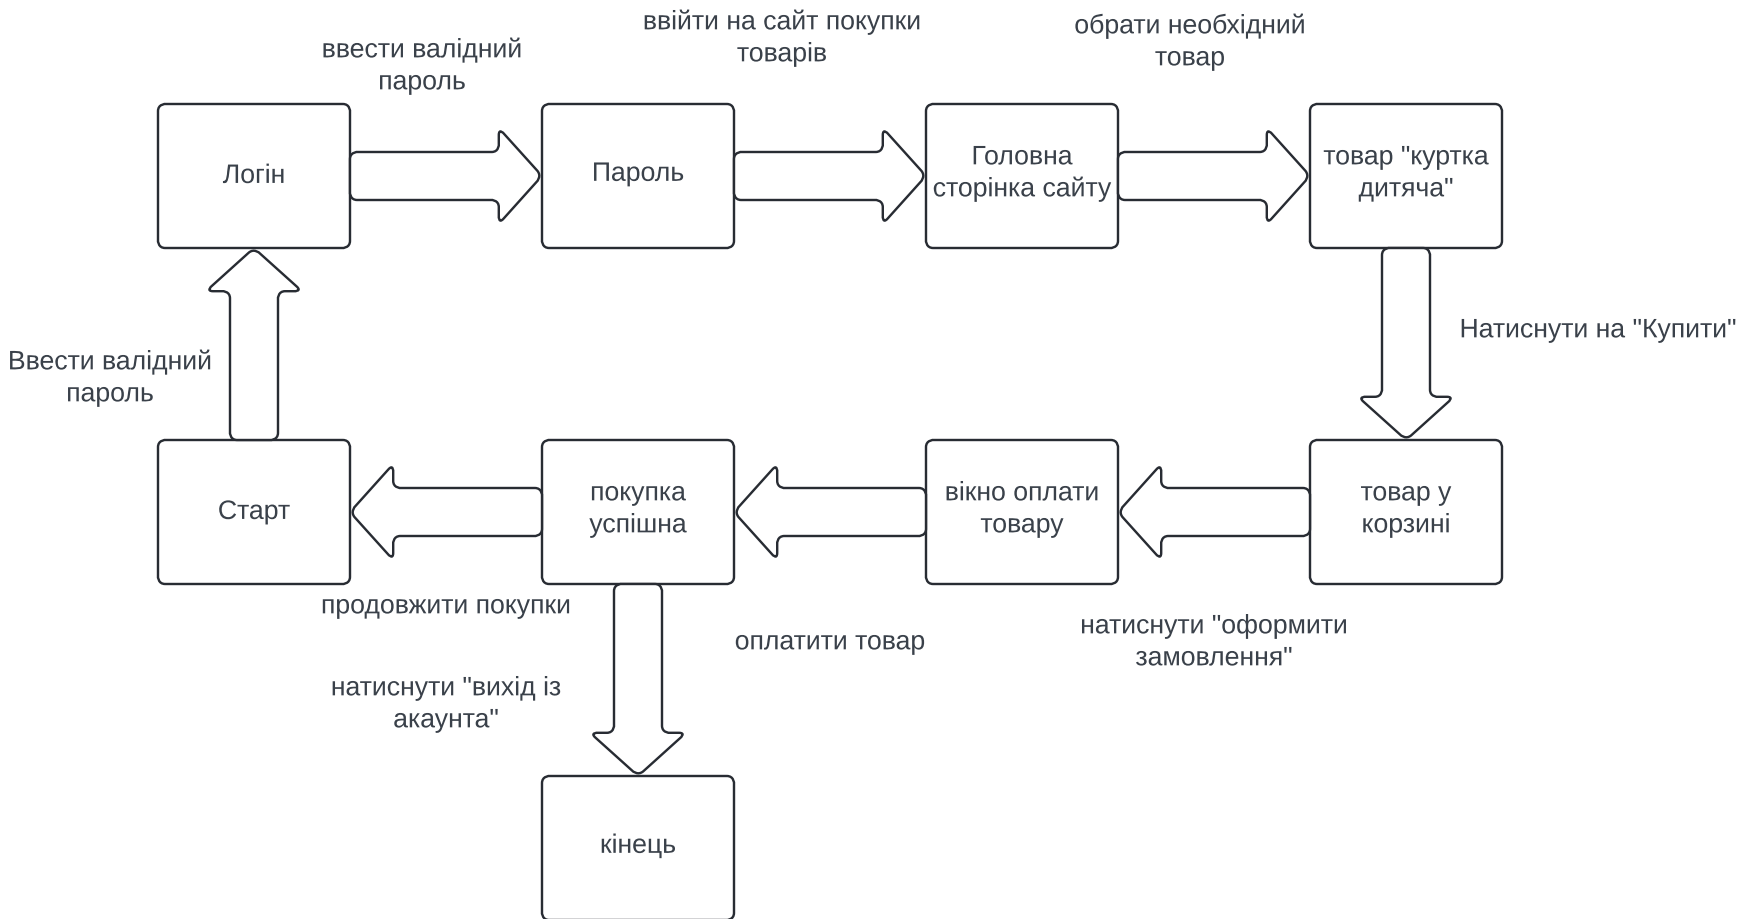 ввійти на сайт покупки
товарів
обрати необхідний
товар
ввести валідний
пароль
Логін
Пароль
Головна
сторінка сайту
товар "куртка
дитяча"
Натиснути на "Купити"
Ввести валідний
пароль
Старт
покупка
успішна
вікно оплати
товару
товар у
корзині
продовжити покупки
оплатити товар
натиснути "оформити
замовлення"
натиснути "вихід із
акаунта"
кінець